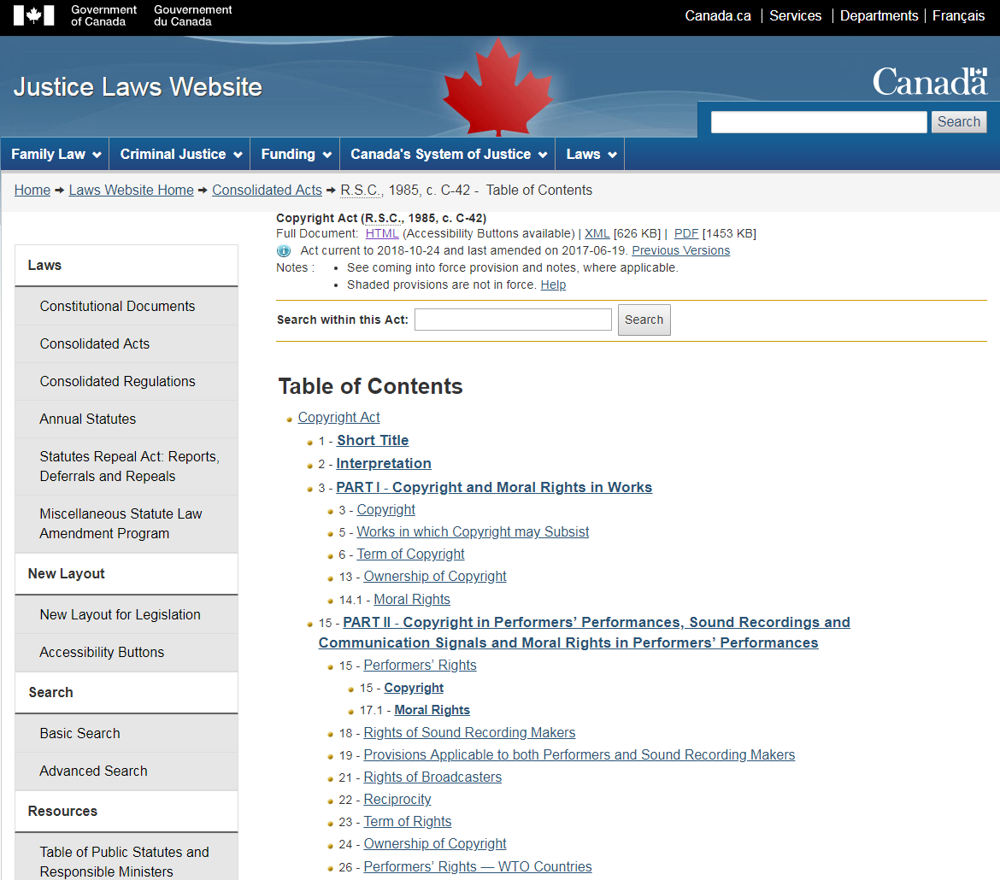 Government of Canada
Gouvernement du Canada
Canada.ca | Services | Departments | Français
Justice Laws Website
Canada
Search
Family Law
Criminal Justice
Funding
Canada's System of Justice
Laws
Home → Laws Website Home → Consolidated Acts → R.S.C., 1985, c. C-42 - Table of Contents
Laws
Constitutional Documents
Consolidated Acts
Consolidated Regulations
Annual Statutes
Statutes Repeal Act: Reports,
Deferrals and Repeals
Miscellaneous Statute Law
Amendment Program
New Layout
New Layout for Legislation
Accessibility Buttons
Search
Basic Search
Advanced Search
Resources
Table of Public Statutes and
Responsible Ministers
Copyright Act (R.S.C., 1985, c. C-42)
Full Document: HTML (Accessibility Buttons available) | XML [626 KB] | PDF [1453 KB]
Act current to 2018-10-24 and last amended on 2017-06-19. Previous Versions
Notes : • See coming into force provision and notes, where applicable.
• Shaded provisions are not in force. Help
Search within this Act: Search
Table of Contents
Copyright Act
1 - Short Title
2 - Interpretation
3 - PART I - Copyright and Moral Rights in Works
3 - Copyright
5 - Works in which Copyright may Subsist
6 - Term of Copyright
13 - Ownership of Copyright
14.1 - Moral Rights
15 - PART II - Copyright in Performers’ Performances, Sound Recordings and
Communication Signals and Moral Rights in Performers’ Performances
15 - Performers’ Rights
15 - Copyright
17.1 - Moral Rights
18 - Rights of Sound Recording Makers
19 - Provisions Applicable to both Performers and Sound Recording Makers
21 - Rights of Broadcasters
22 - Reciprocity
23 - Term of Rights
24 - Ownership of Copyright
26 - Performers’ Rights — WTO Countries